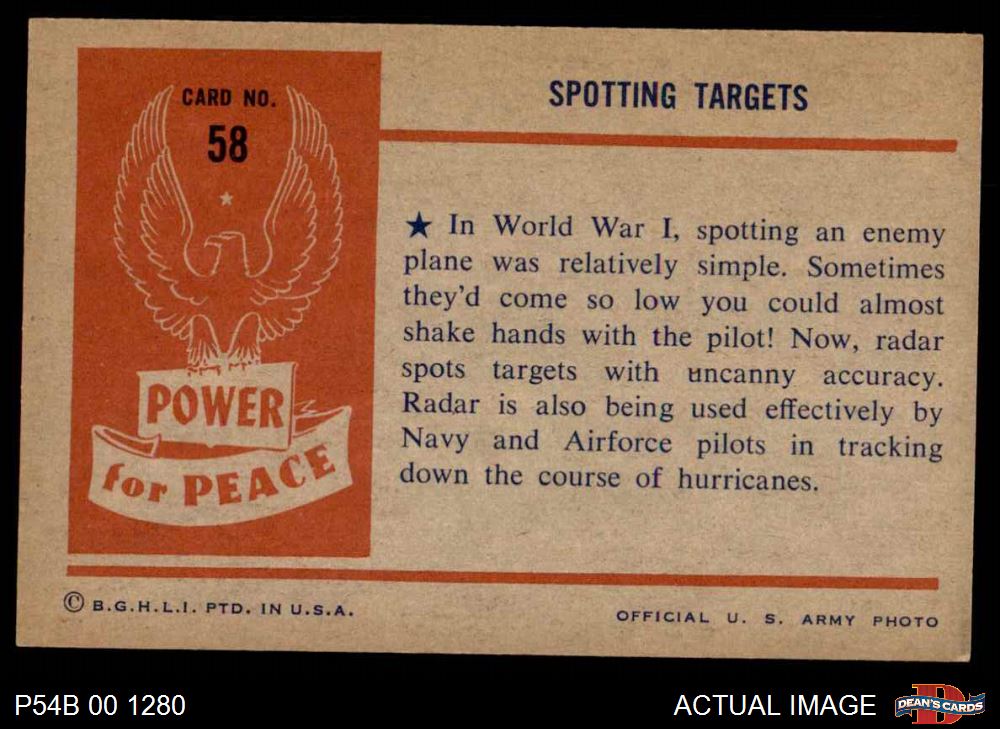 CARD NO.
58
POWER
for PEACE
SPOTTING TARGETS
★ In World War I, spotting an enemy
plane was relatively simple. Sometimes
they'd come so low you could almost
shake hands with the pilot! Now, radar
spots targets with uncanny accuracy.
Radar is also being used effectively by
Navy and Airforce pilots in tracking
down the course of hurricanes.
© B.G.H.L.I. PTD. IN U.S.A.
OFFICIAL U. S. ARMY PHOTO
P54B 00 1280
ACTUAL IMAGE
D
DEAN'S CARDS